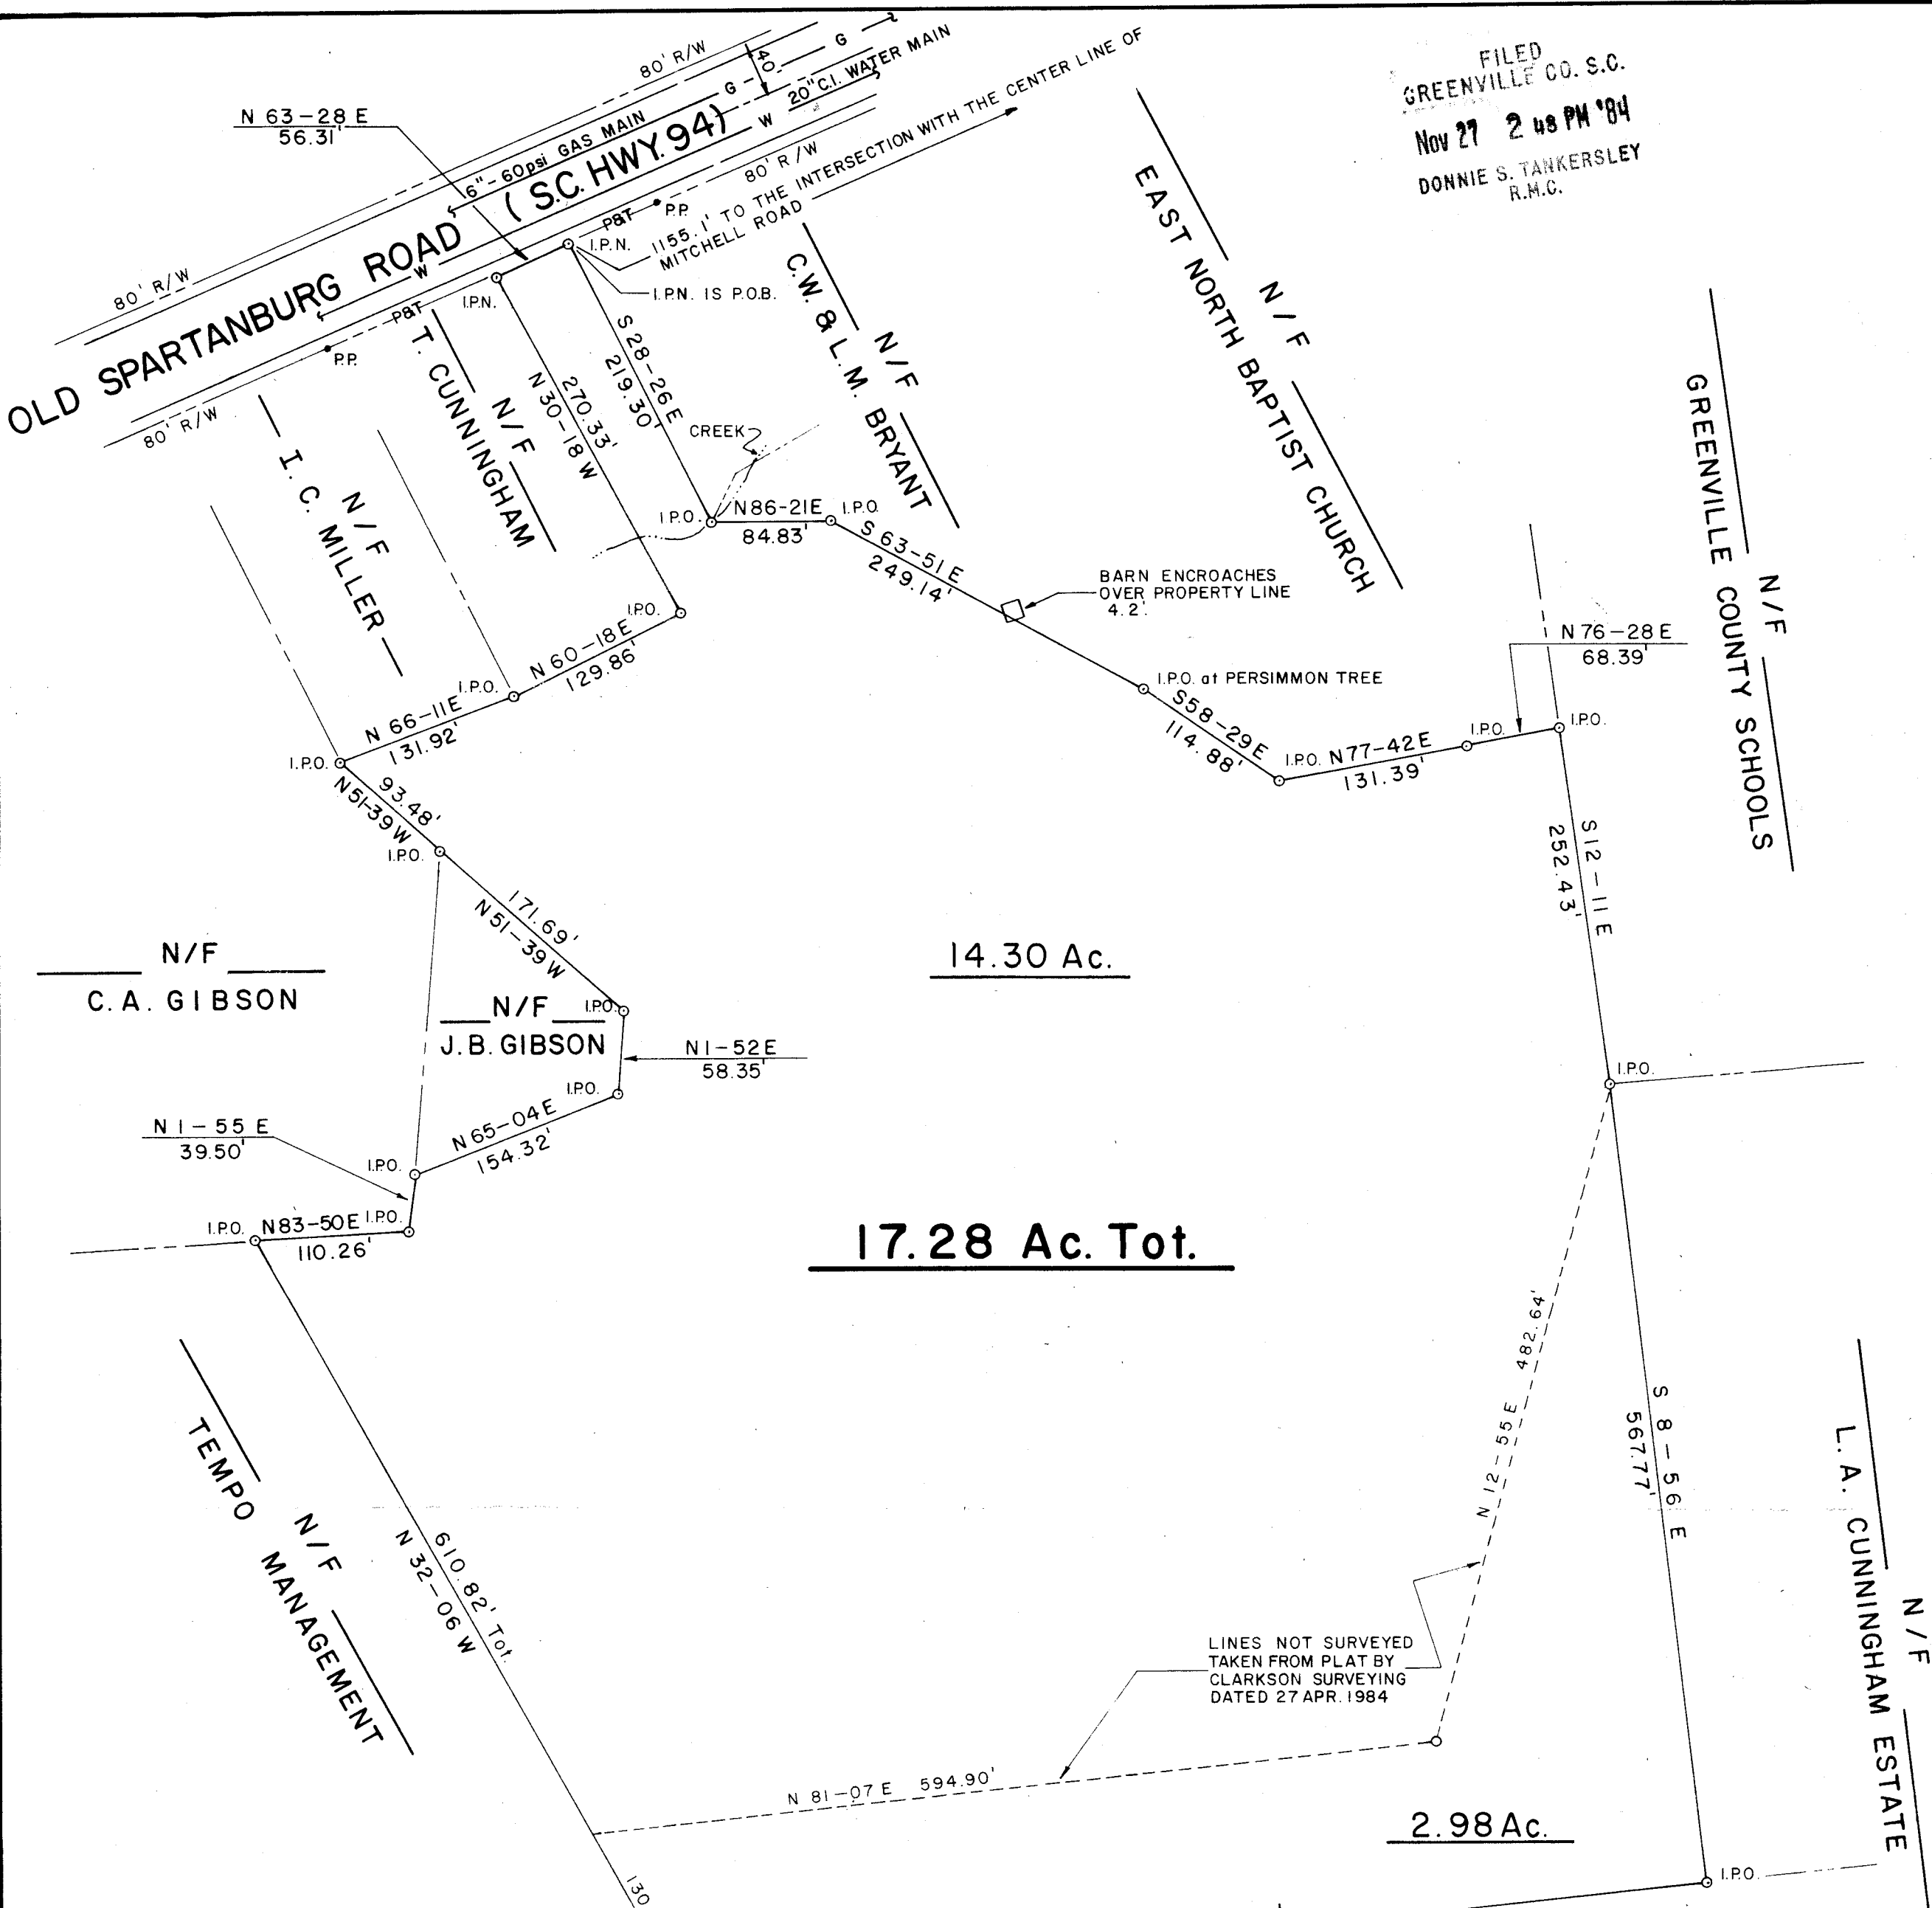 FILED
GREENVILLE CO. S.C.
Nov 27 2 48 PM '84
DONNIE S. TANKERSLEY
R.M.C.
80' R/W
80' R/W
N 63-28 E
56.31'
6"-60psi GAS MAIN G G
40'
20" C.I. WATER MAIN
OLD SPARTANBURG ROAD (S.C. HWY. 94)
W W
80' R/W
80' R/W
P&T P.P.
P&T
P.P.
I.P.N.
I.P.N.
1155.1' TO THE INTERSECTION WITH THE CENTER LINE OF
MITCHELL ROAD
I.P.N. IS P.O.B.
N/F
I. C. MILLER
N/F
T. CUNNINGHAM
270.33'
N 30-18 W
S 28-26 E
219.30'
CREEK
N/F
C.W. & L.M. BRYANT
N/F
EAST NORTH BAPTIST CHURCH
N/F
GREENVILLE COUNTY SCHOOLS
I.P.O.
N86-21E
84.83'
I.P.O.
S 63-51 E
249.14'
BARN ENCROACHES
OVER PROPERTY LINE
4.2'.
I.P.O.
N 60-18 E
129.86'
I.P.O.
N 66-11E
131.92'
I.P.O.
I.P.O. at PERSIMMON TREE
S58-29E
114.88'
I.P.O.
N77-42E
131.39'
I.P.O.
N 76-28 E
68.39'
I.P.O.
93.48'
N51-39 W
I.P.O.
171.69'
N 51-39 W
S12-11 E
252.43'
14.30 Ac.
N/F
C. A. GIBSON
N/F
J. B. GIBSON
I.P.O.
N1-52E
58.35'
I.P.O.
I.P.O.
N 1-55 E
39.50'
N 65-04 E
154.32'
I.P.O.
I.P.O.
N83-50E
110.26'
I.P.O.
17.28 Ac. Tot.
N/F
TEMPO MANAGEMENT
610.82' Tot.
N 32-06 W
N 12-55 E 482.64'
S 8-56 E
567.77'
N/F
L. A. CUNNINGHAM ESTATE
LINES NOT SURVEYED
TAKEN FROM PLAT BY
CLARKSON SURVEYING
DATED 27 APR. 1984
N 81-07 E 594.90'
2.98 Ac.
I.P.O.
130